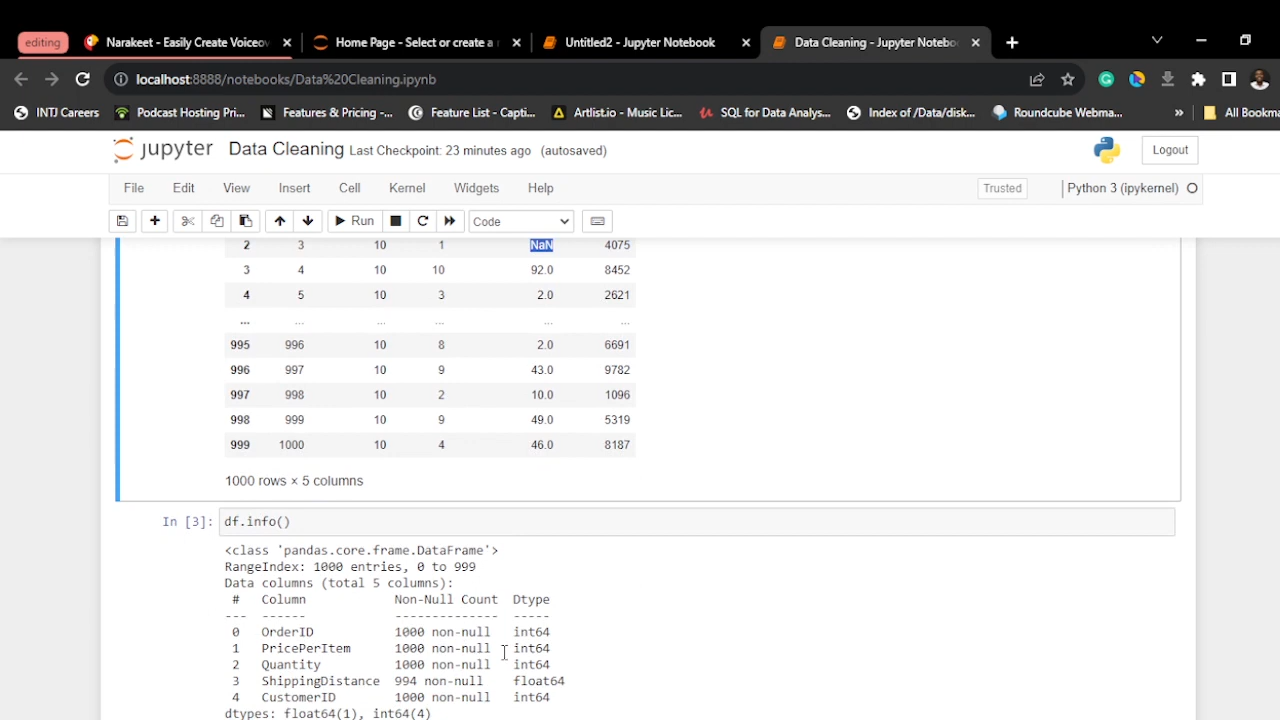 editing Narakeet - Easily Create Voiceov Home Page - Select or create a n Untitled2 - Jupyter Notebook Data Cleaning - Jupyter Noteboo
localhost:8888/notebooks/Data%20Cleaning.ipynb
INTJ Careers Podcast Hosting Pri... Features & Pricing -... Feature List - Capti... Artlist.io - Music Lic... SQL for Data Analys... Index of /Data/disk... Roundcube Webma... » All Bookma
jupyter Data Cleaning Last Checkpoint: 23 minutes ago (autosaved) Logout
File Edit View Insert Cell Kernel Widgets Help Trusted Python 3 (ipykernel)
Run Code
2 3 10 1 NaN 4075
3 4 10 10 92.0 8452
4 5 10 3 2.0 2621
... ... ... ... ... ...
995 996 10 8 2.0 6691
996 997 10 9 43.0 9782
997 998 10 2 10.0 1096
998 999 10 9 49.0 5319
999 1000 10 4 46.0 8187
1000 rows × 5 columns
In [3]: df.info()
<class 'pandas.core.frame.DataFrame'>
RangeIndex: 1000 entries, 0 to 999
Data columns (total 5 columns):
# Column Non-Null Count Dtype
--- ------ -------------- -----
0 OrderID 1000 non-null int64
1 PricePerItem 1000 non-null int64
2 Quantity 1000 non-null int64
3 ShippingDistance 994 non-null float64
4 CustomerID 1000 non-null int64
dtypes: float64(1), int64(4)